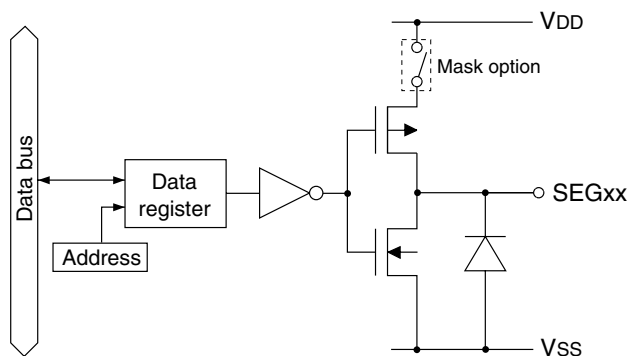 VDD
Mask option
Data bus
Data
register
SEGxx
Address
VSS